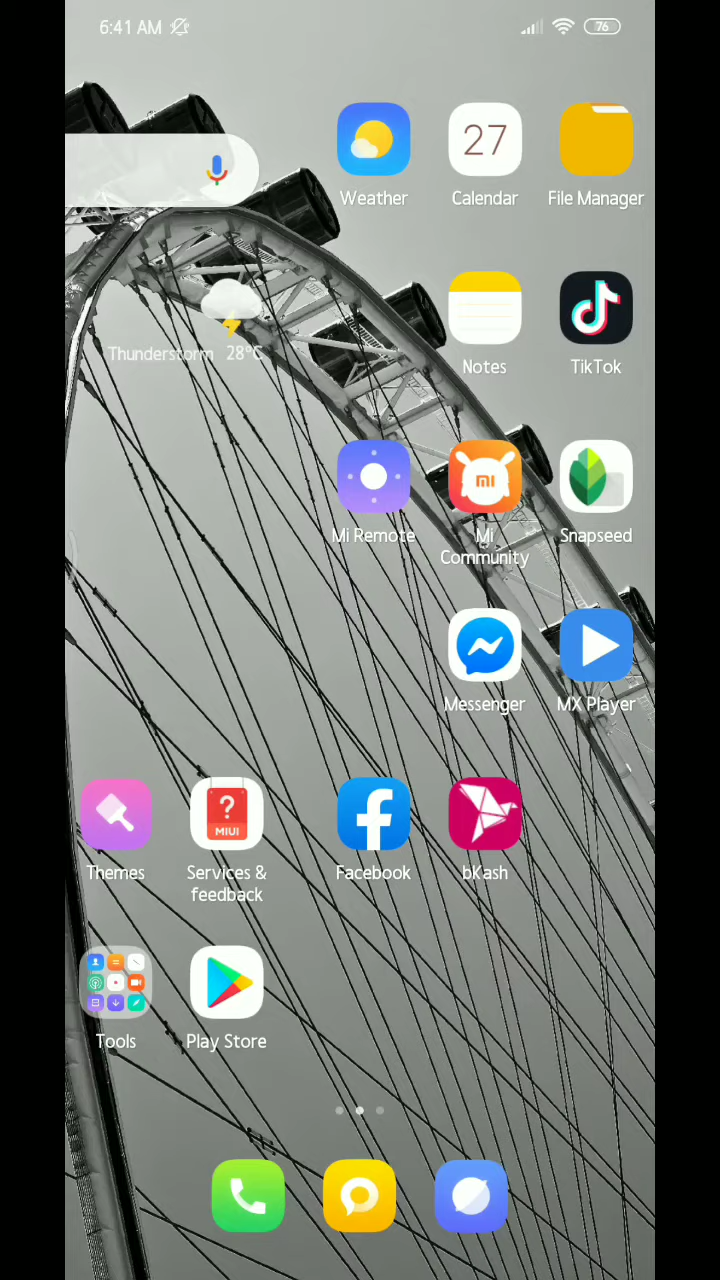 6:41 AM
76
Weather
27
Calendar
File Manager
Thunderstorm 28°C
Notes
TikTok
Mi Remote
mi
Mi
Community
Snapseed
Messenger
MX Player
?
MIUI
Themes
Services &
feedback
Facebook
bKash
Tools
Play Store